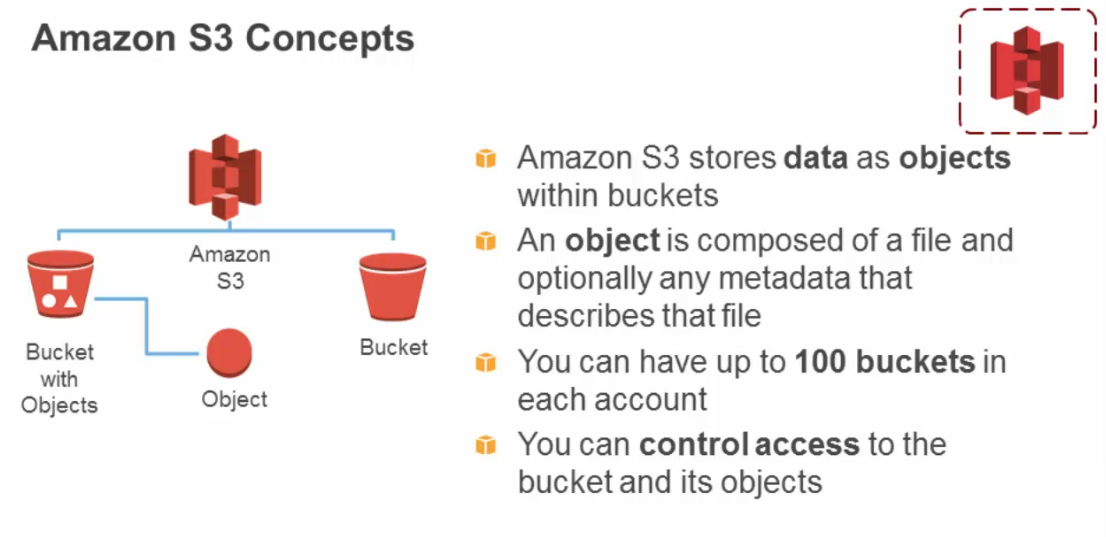 Amazon S3 Concepts
Amazon
S3
Bucket
with
Objects
Object
Bucket
Amazon S3 stores data as objects
within buckets
An object is composed of a file and
optionally any metadata that
describes that file
You can have up to 100 buckets in
each account
You can control access to the
bucket and its objects